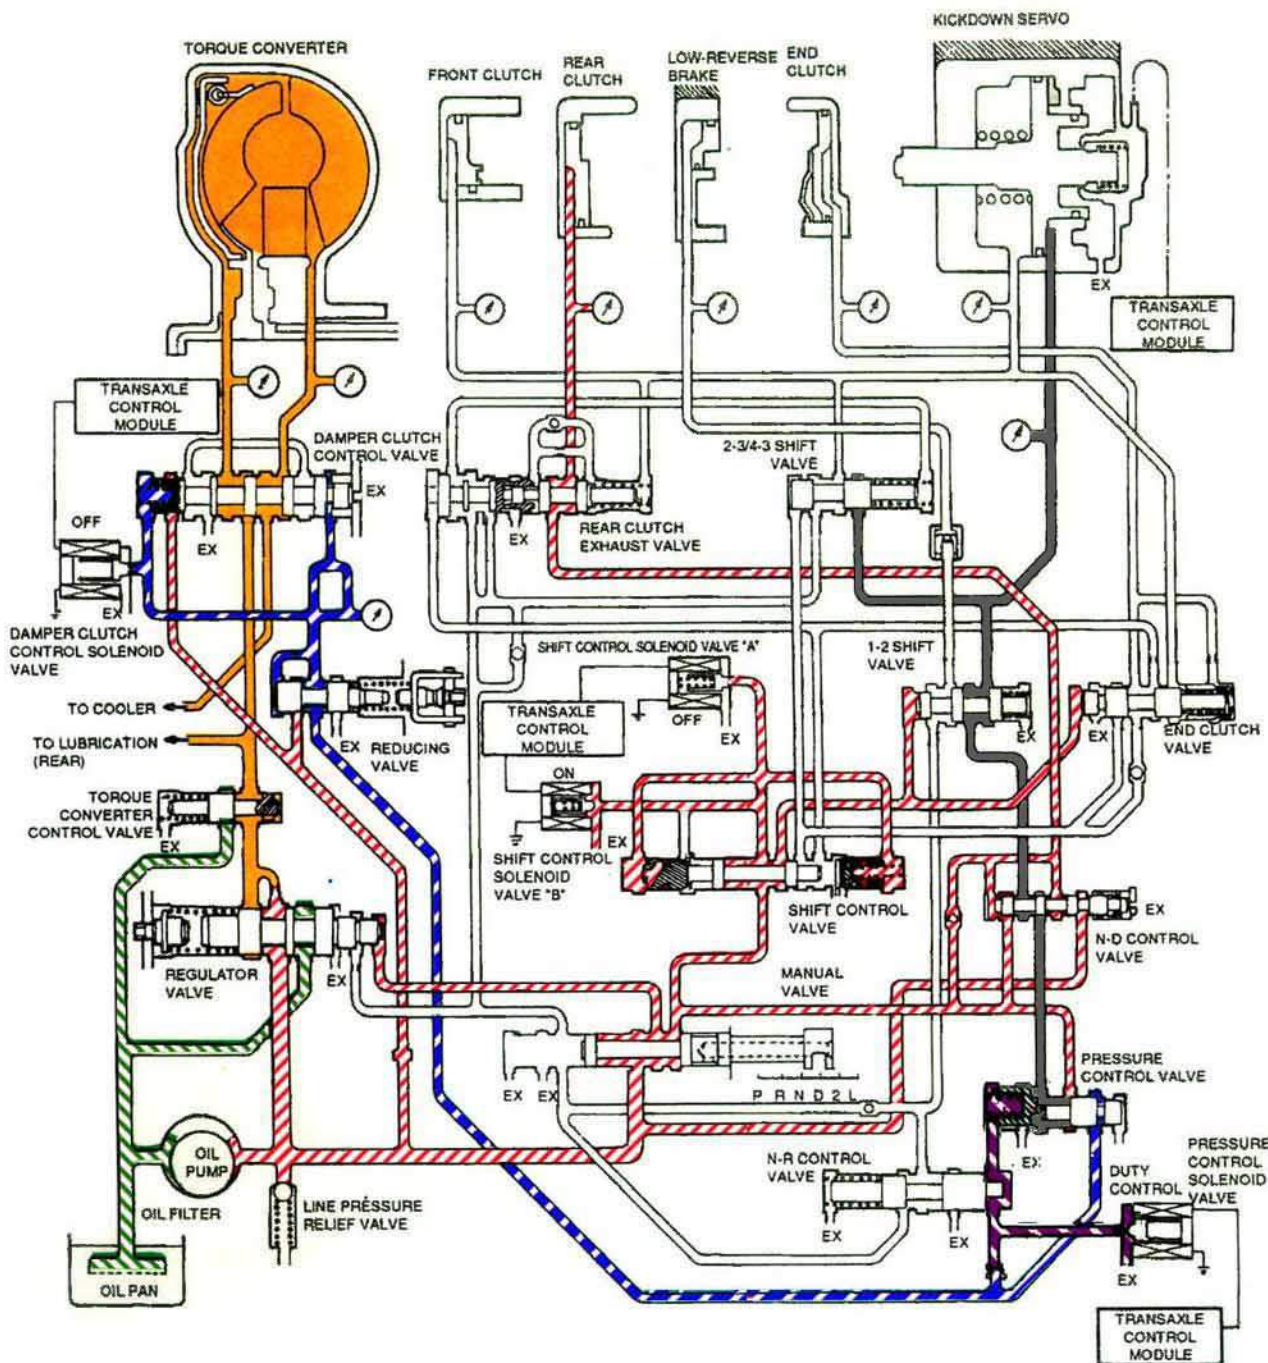 KICKDOWN SERVO
TORQUE CONVERTER
FRONT CLUTCH
REAR
CLUTCH
LOW-REVERSE
BRAKE
END
CLUTCH
EX
TRANSAXLE
CONTROL
MODULE
TRANSAXLE
CONTROL
MODULE
DAMPER CLUTCH
CONTROL VALVE
2-3/4-3 SHIFT
VALVE
EX
OFF
EX
EX
REAR CLUTCH
EXHAUST VALVE
EX
DAMPER CLUTCH
CONTROL SOLENOID
VALVE
SHIFT CONTROL SOLENOID VALVE "A"
1-2 SHIFT
VALVE
TO COOLER
TRANSAXLE
CONTROL
MODULE
OFF
EX
TO LUBRICATION
(REAR)
EX
REDUCING
VALVE
EX
EX
END CLUTCH
VALVE
ON
TORQUE
CONVERTER
CONTROL VALVE
EX
EX
SHIFT CONTROL
SOLENOID
VALVE "B"
SHIFT CONTROL
VALVE
EX
N-D CONTROL
VALVE
REGULATOR
VALVE
EX
MANUAL
VALVE
EX
PRESSURE
CONTROL VALVE
EX
EX
P R N D 2 L
OIL
PUMP
N-R CONTROL
VALVE
EX
DUTY
CONTROL
PRESSURE
CONTROL
SOLENOID
VALVE
OIL FILTER
LINE PRESSURE
RELIEF VALVE
EX
EX
EX
OIL PAN
TRANSAXLE
CONTROL
MODULE